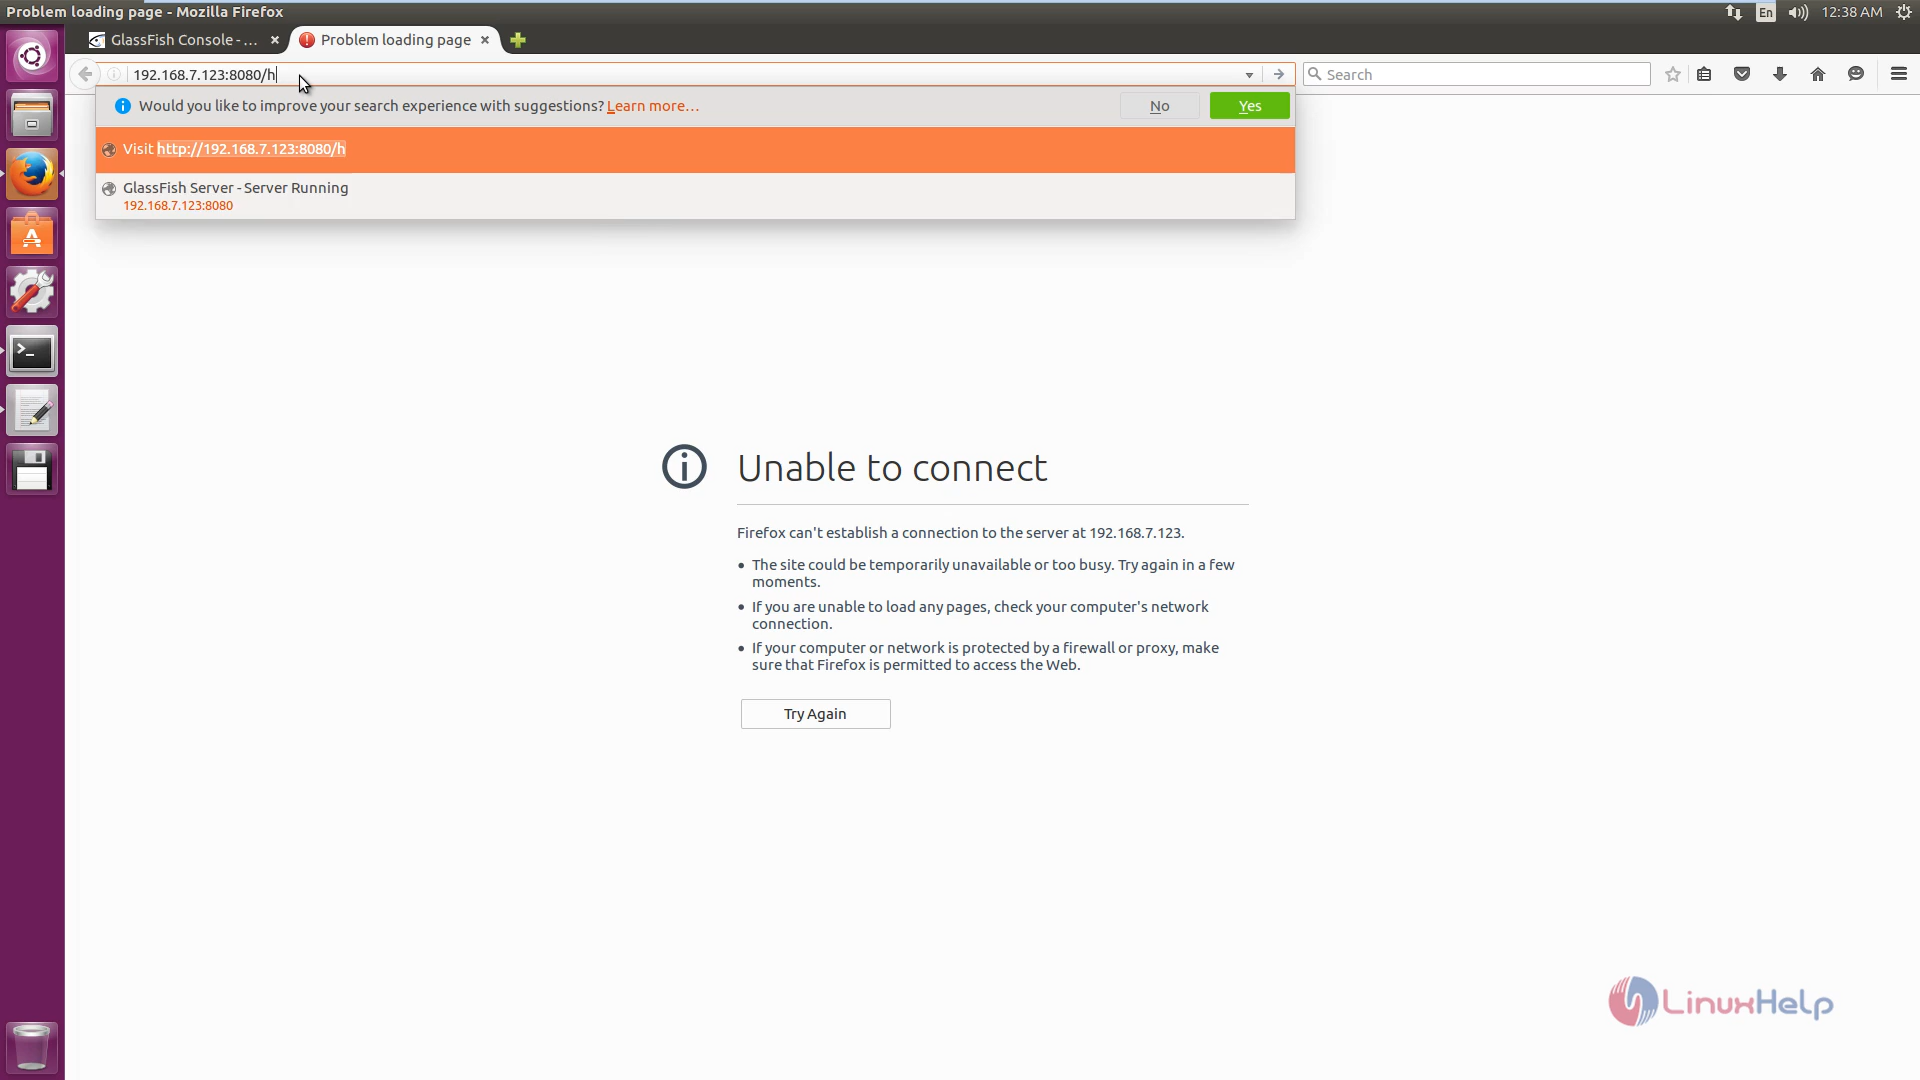 Problem loading page - Mozilla Firefox
En
12:38 AM
GlassFish Console - ...
Problem loading page
192.168.7.123:8080/h
Search
Would you like to improve your search experience with suggestions? Learn more...
No
Yes
Visit http://192.168.7.123:8080/h
GlassFish Server - Server Running
192.168.7.123:8080
Unable to connect
Firefox can't establish a connection to the server at 192.168.7.123.
• The site could be temporarily unavailable or too busy. Try again in a few
moments.
• If you are unable to load any pages, check your computer's network
connection.
• If your computer or network is protected by a firewall or proxy, make
sure that Firefox is permitted to access the Web.
Try Again
LinuxHelp